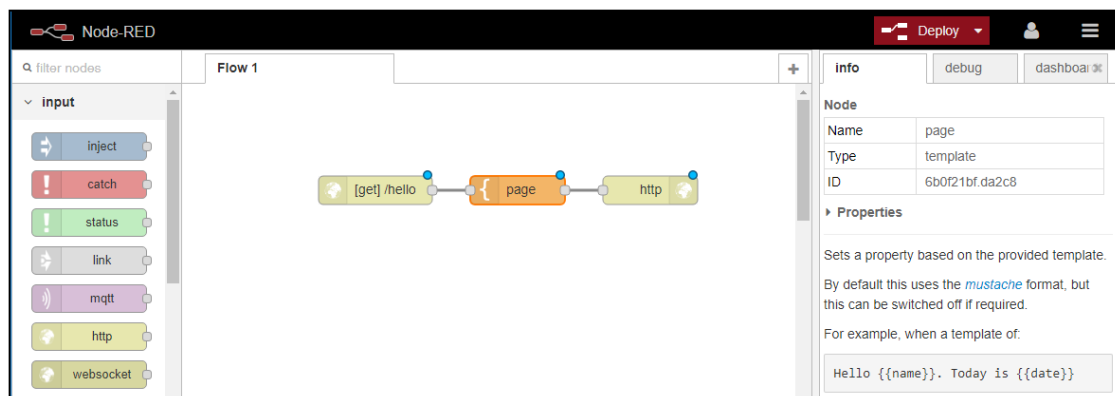 Node-RED
Deploy
filter nodes
input
inject
catch
status
link
mqtt
http
websocket
Flow 1
[get] /hello
page
http
info
debug
dashboar
Node
Name page
Type template
ID 6b0f21bf.da2c8
Properties
Sets a property based on the provided template.
By default this uses the mustache format, but
this can be switched off if required.
For example, when a template of:
Hello {{name}}. Today is {{date}}